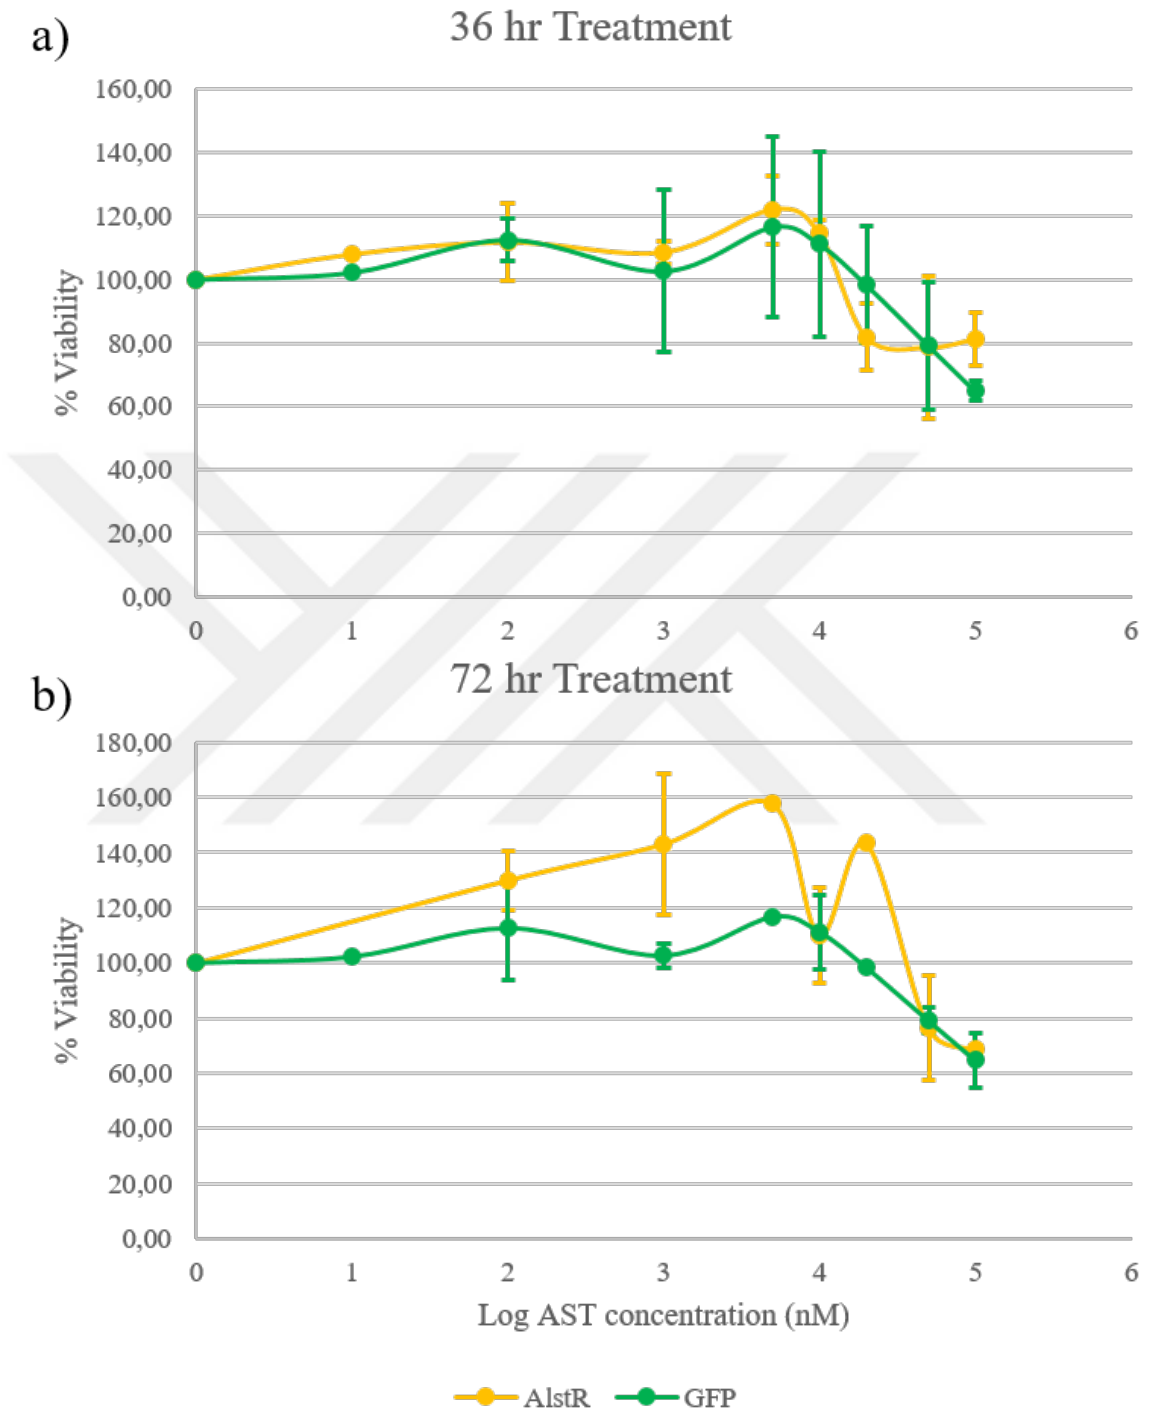 a)
36 hr Treatment
160,00
140,00
120,00
100,00
80,00
60,00
40,00
20,00
0,00
% Viability
0 1 2 3 4 5 6
b)
72 hr Treatment
180,00
160,00
140,00
120,00
100,00
80,00
60,00
40,00
20,00
0,00
% Viability
0 1 2 3 4 5 6
Log AST concentration (nM)
AlstR GFP